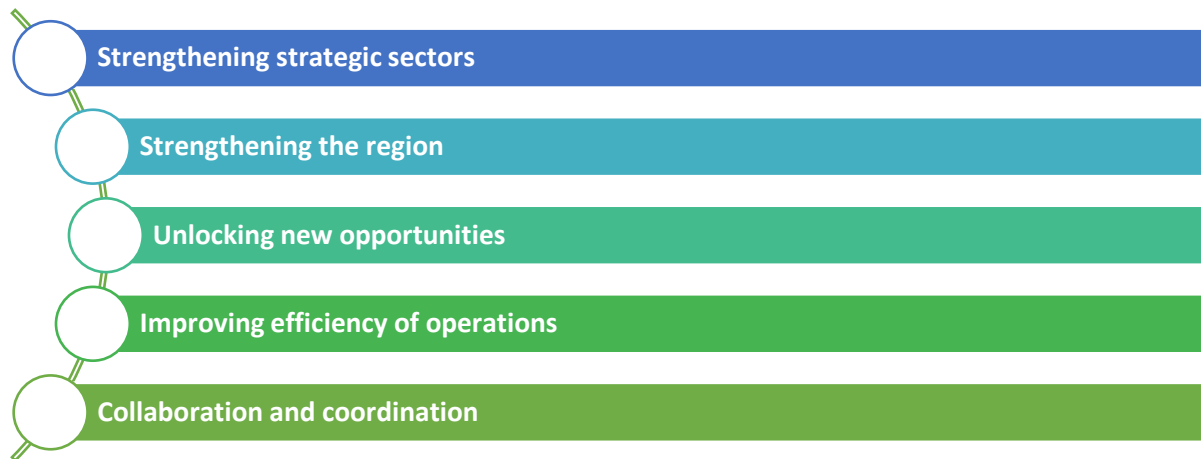 Strengthening strategic sectors
Strengthening the region
Unlocking new opportunities
Improving efficiency of operations
Collaboration and coordination